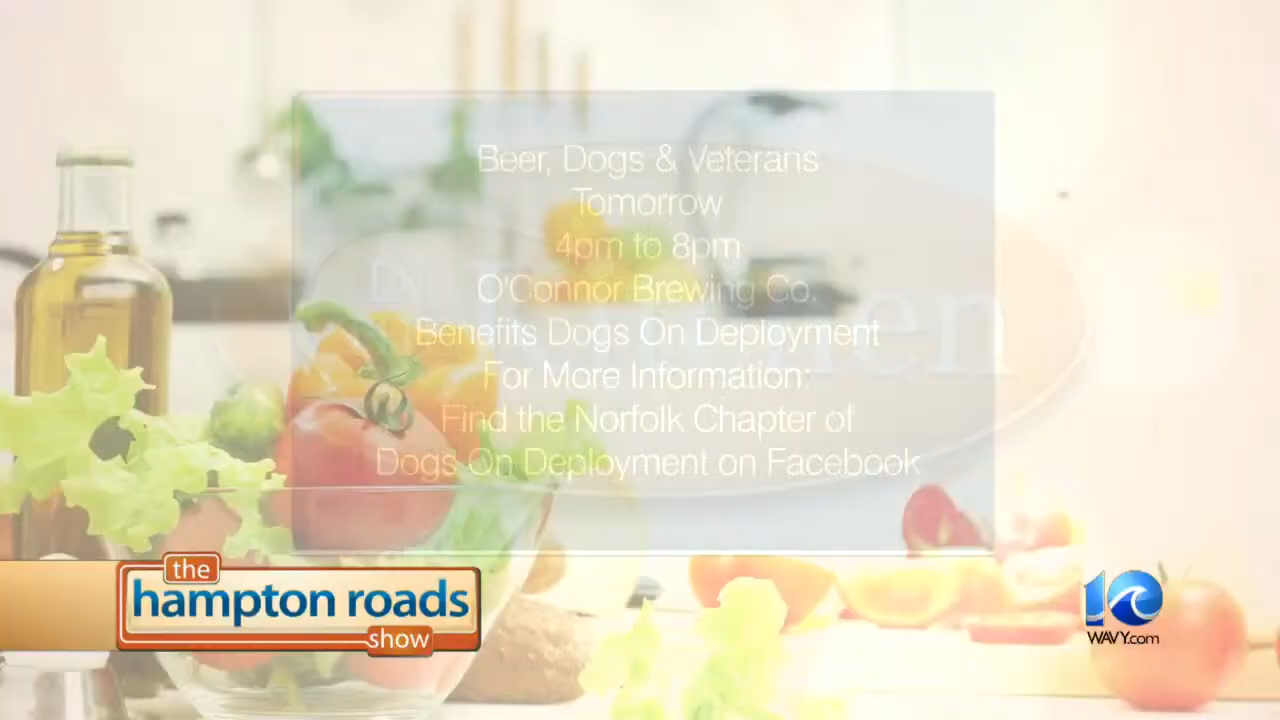 Beer, Dogs & Veterans
Tomorrow
4pm to 8pm
O'Connor Brewing Co.
Benefits Dogs On Deployment
For More Information:
Find the Norfolk Chapter of
Dogs On Deployment on Facebook
the
hampton roads
show
10
WAVY.com